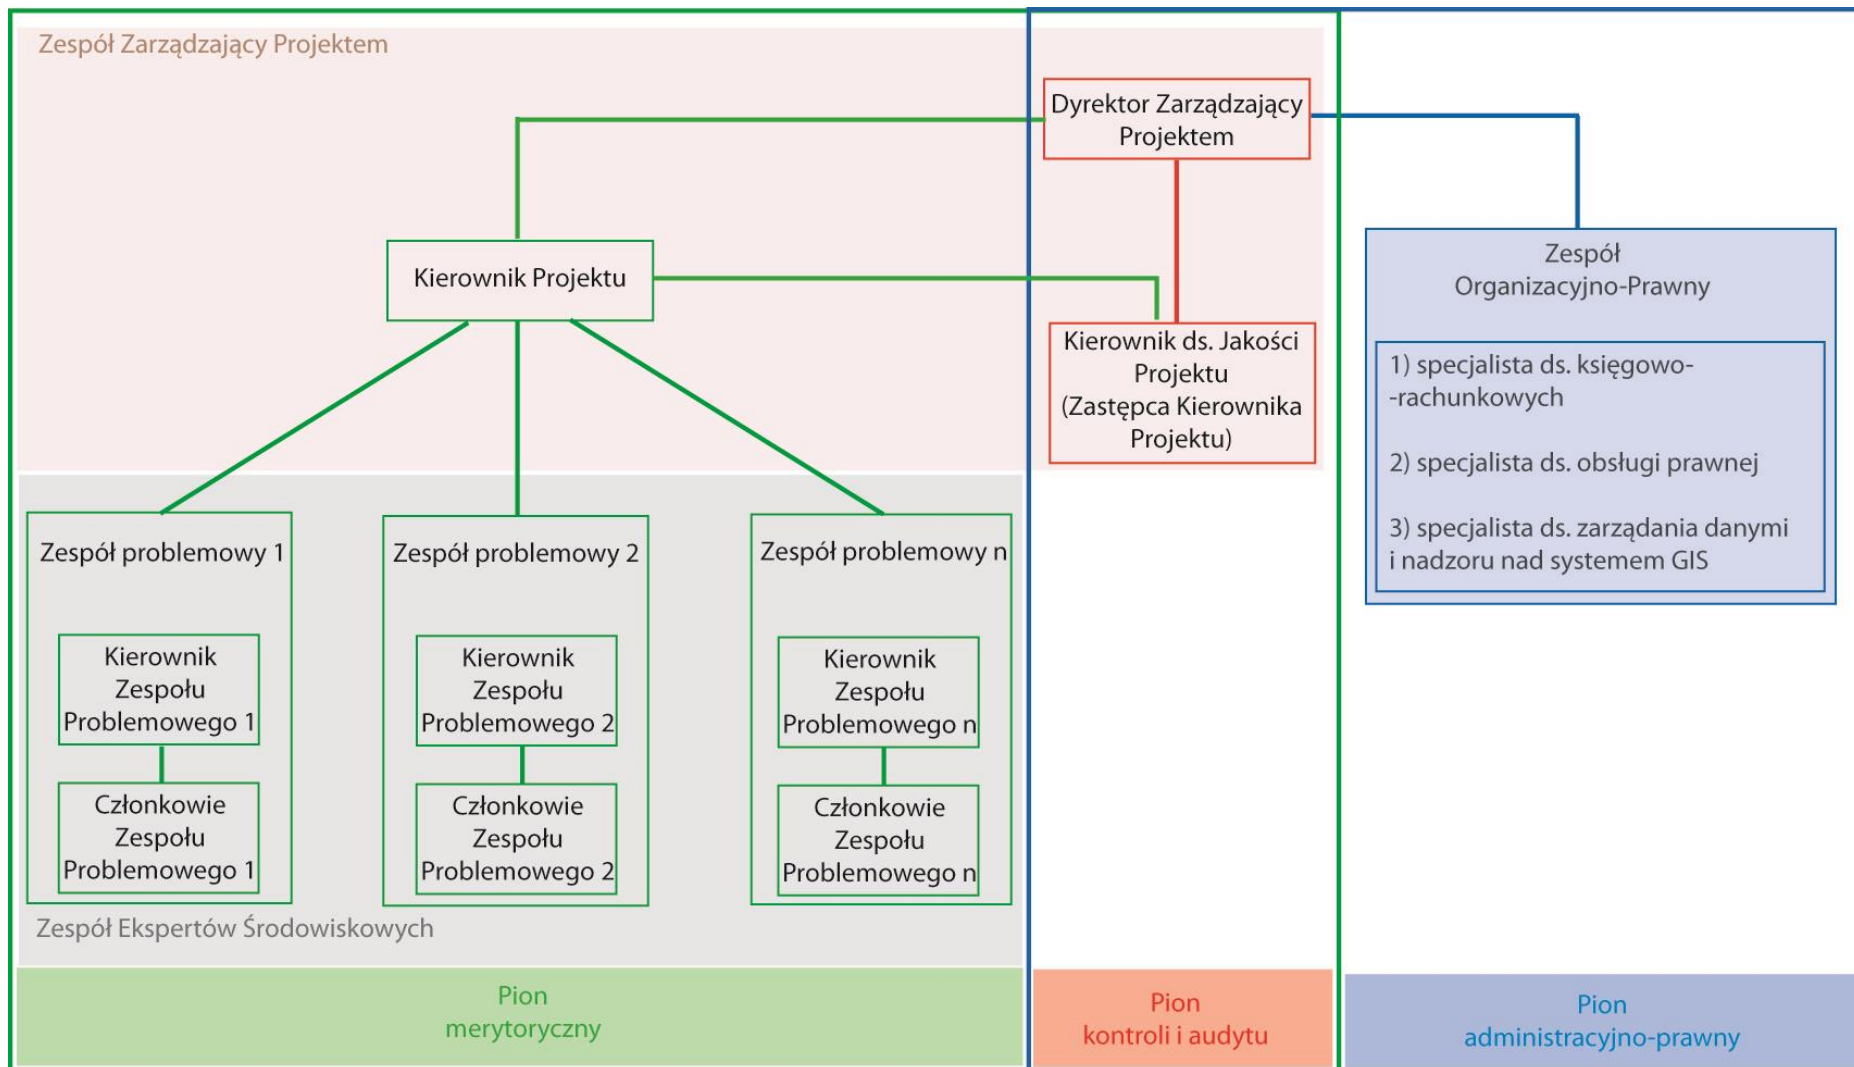 Zespół Zarządzający Projektem
Dyrektor Zarządzający
Projektem
Kierownik Projektu
Kierownik ds. Jakości
Projektu
(Zastępca Kierownika
Projektu)
Zespół
Organizacyjno-Prawny
1) specjalista ds. księgowo-
-rachunkowych
2) specjalista ds. obsługi prawnej
3) specjalista ds. zarządania danymi
i nadzoru nad systemem GIS
Zespół problemowy 1
Kierownik
Zespołu
Problemowego 1
Członkowie
Zespołu
Problemowego 1
Zespół problemowy 2
Kierownik
Zespołu
Problemowego 2
Członkowie
Zespołu
Problemowego 2
Zespół problemowy n
Kierownik
Zespołu
Problemowego n
Członkowie
Zespołu
Problemowego n
Zespół Ekspertów Środowiskowych
Pion
merytoryczny
Pion
kontroli i audytu
Pion
administracyjno-prawny